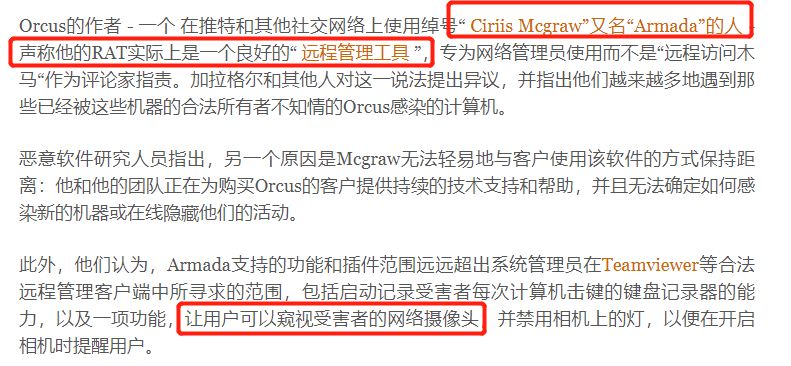 Orcus的作者 - 一个 在推特和其他社交网络上使用绰号“ Ciriis Mcgraw”又名“Armada”的人 -
声称他的RAT实际上是一个良好的“ 远程管理工具 ”，专为网络管理员使用而不是“远程访问木
马“作为评论家指责。加拉格尔和其他人对这一说法提出异议，并指出他们越来越多地遇到那
些已经被这些机器的合法所有者不知情的Orcus感染的计算机。
恶意软件研究人员指出，另一个原因是Mcgraw无法轻易地与客户使用该软件的方式保持距
离：他和他的团队正在为购买Orcus的客户提供持续的技术支持和帮助，并且无法确定如何感
染新的机器或在线隐藏他们的活动。
此外，他们认为，Armada支持的功能和插件范围远远超出系统管理员在Teamviewer等合法
远程管理客户端中所寻求的范围，包括启动记录受害者每次计算机击键的键盘记录器的能
力，以及一项功能，让用户可以窥视受害者的网络摄像头 并禁用相机上的灯，以便在开启
相机时提醒用户。